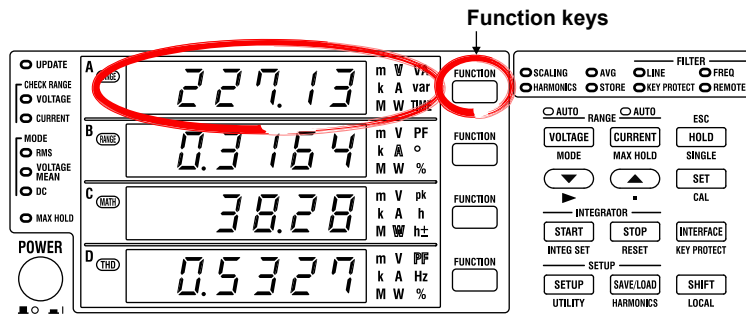 Function keys
UPDATE
CHECK RANGE
VOLTAGE
CURRENT
MODE
RMS
VOLTAGE MEAN
DC
MAX HOLD
POWER
A RANGE 227.13 m V VA
k A var
M W TIME
FUNCTION
B RANGE 0.3164 m V PF
k A °
M W %
FUNCTION
C MATH 38.28 m V pk
k A h
M W h±
FUNCTION
D THD 0.5327 m V PF
k A Hz
M W %
FUNCTION
FILTER
SCALING AVG LINE FREQ
HARMONICS STORE KEY PROTECT REMOTE
AUTO RANGE AUTO ESC
VOLTAGE CURRENT HOLD
MODE MAX HOLD SINGLE
SET
CAL
INTEGRATOR
START STOP INTERFACE
INTEG SET RESET KEY PROTECT
SETUP
SETUP SAVE/LOAD SHIFT
UTILITY HARMONICS LOCAL